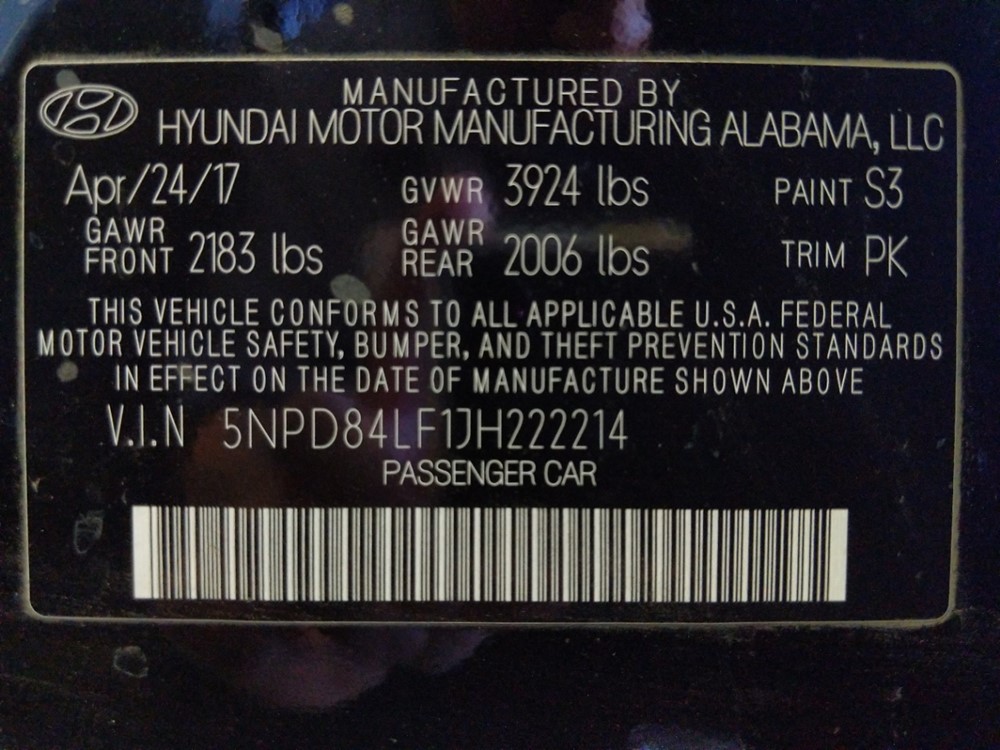 MANUFACTURED BY
HYUNDAI MOTOR MANUFACTURING ALABAMA, LLC
Apr/24/17 GVWR 3924 lbs PAINT S3
GAWR FRONT 2183 lbs GAWR REAR 2006 lbs TRIM PK
THIS VEHICLE CONFORMS TO ALL APPLICABLE U.S.A. FEDERAL
MOTOR VEHICLE SAFETY, BUMPER, AND THEFT PREVENTION STANDARDS
IN EFFECT ON THE DATE OF MANUFACTURE SHOWN ABOVE
V.I.N 5NPD84LF1JH222214
PASSENGER CAR